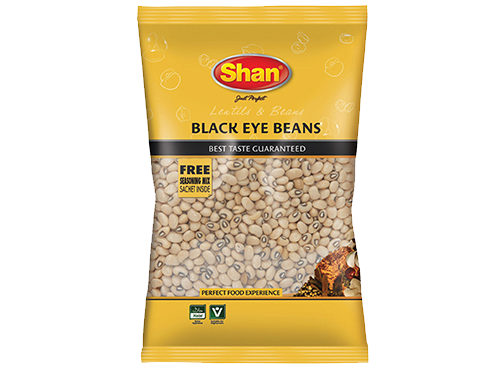 Shan®
Just Perfect
Lentils & Beans
BLACK EYE BEANS
BEST TASTE GUARANTEED
FREE
SEASONING MIX
SACHET INSIDE
PERFECT FOOD EXPERIENCE
Halal
V